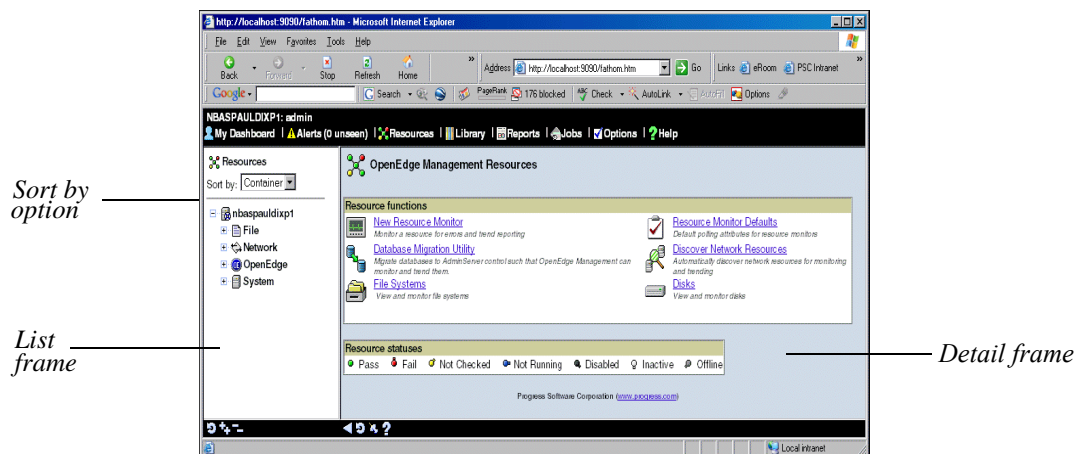 http://localhost:9090/fathom.htm - Microsoft Internet Explorer
File Edit View Favorites Tools Help
Back Forward Stop Refresh Home » Address http://localhost:9090/fathom.htm Go Links eRoom PSC Intranet »
Google Search PageRank 176 blocked ABC Check AutoLink AutoFill Options
NBASPAULDIXP1: admin
My Dashboard | Alerts (0 unseen) | Resources | Library | Reports | Jobs | Options | ? Help
Resources
Sort by: Container
nbaspauldixp1
File
Network
OpenEdge
System
OpenEdge Management Resources
Resource functions
New Resource Monitor
Monitor a resource for errors and trend reporting
Database Migration Utility
Migrate databases to AdminServer control such that OpenEdge Management can
monitor and trend them.
File Systems
View and monitor file systems
Resource Monitor Defaults
Default polling attributes for resource monitors
Discover Network Resources
Automatically discover network resources for monitoring
and trending
Disks
View and monitor disks
Resource statuses
Pass Fail Not Checked Not Running Disabled Inactive Offline
Progress Software Corporation (www.progress.com)
Local intranet
Sort by
option
List
frame
Detail frame